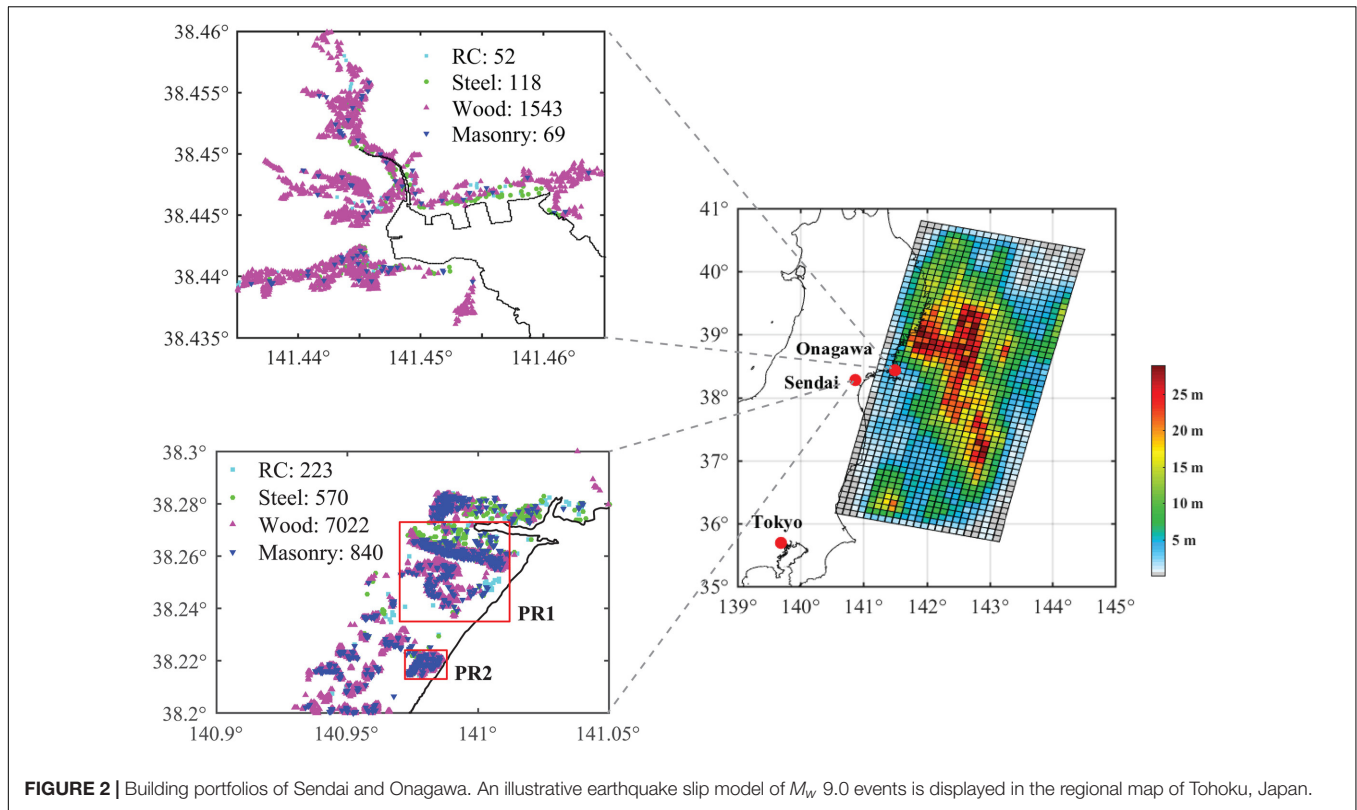 38.46°
38.455°
38.45°
38.445°
38.44°
38.435°
RC: 52
Steel: 118
Wood: 1543
Masonry: 69
141.44°
141.45°
141.46°
38.3°
38.28°
38.26°
38.24°
38.22°
38.2°
RC: 223
Steel: 570
Wood: 7022
Masonry: 840
PR1
PR2
140.9°
140.95°
141°
141.05°
41°
40°
39°
38°
37°
36°
35°
Onagawa
Sendai
Tokyo
139°
140°
141°
142°
143°
144°
145°
25 m
20 m
15 m
10 m
5 m
FIGURE 2 | Building portfolios of Sendai and Onagawa. An illustrative earthquake slip model of Mw 9.0 events is displayed in the regional map of Tohoku, Japan.